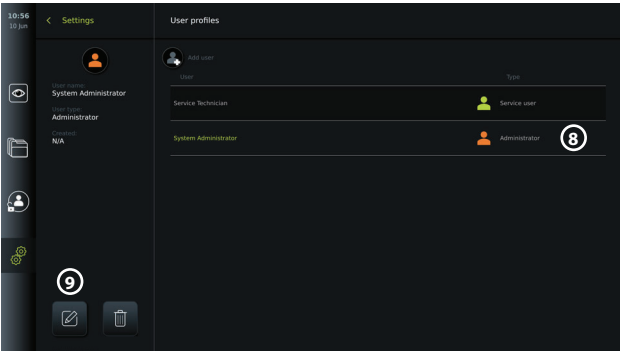 10:56
10 Jun
Settings
User profiles
Add user
User name:
System Administrator
User type:
Administrator
Created:
N/A
User Type
Service Technician Service user
System Administrator Administrator
8
9